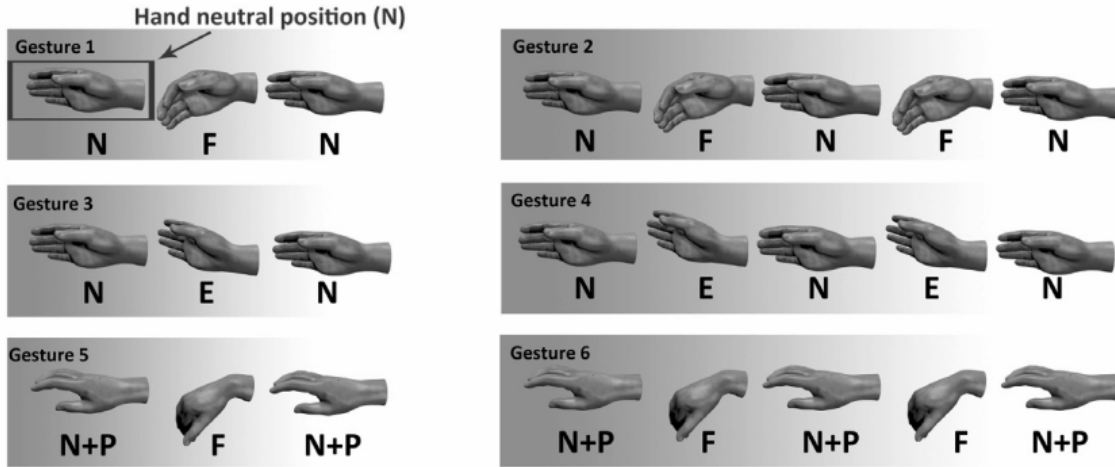 Hand neutral position (N)
Gesture 1
N F N
Gesture 2
N F N F N
Gesture 3
N E N
Gesture 4
N E N E N
Gesture 5
N+P F N+P
Gesture 6
N+P F N+P F N+P